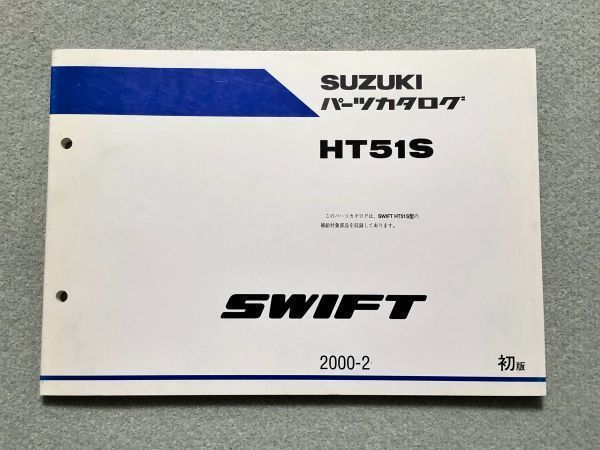 SUZUKI
パーツカタログ
HT51S
このパーツカタログは、SWIFT HT51S型の
補給対象部品を収録してあります。
SWIFT
2000-2
初版